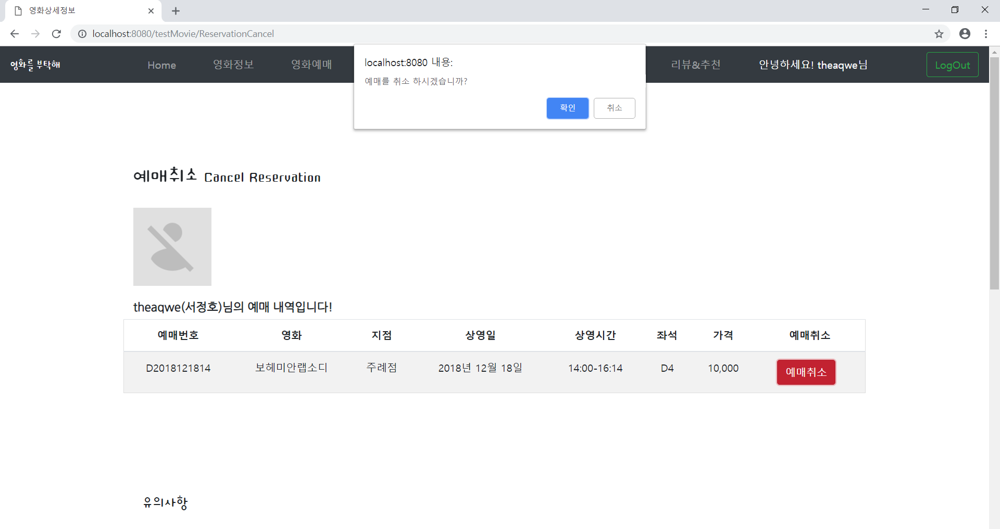 영화상세정보
localhost:8080/testMovie/ReservationCancel
영화를 부탁해 Home 영화정보 영화예매 리뷰&추천 안녕하세요! theaqwe님 LogOut
localhost:8080 내용:
예매를 취소 하시겠습니까?
확인 취소
예매취소 Cancel Reservation
theaqwe(서정호)님의 예매 내역입니다!
예매번호 영화 지점 상영일 상영시간 좌석 가격 예매취소
D2018121814 보헤미안랩소디 주례점 2018년 12월 18일 14:00-16:14 D4 10,000 예매취소
유의사항